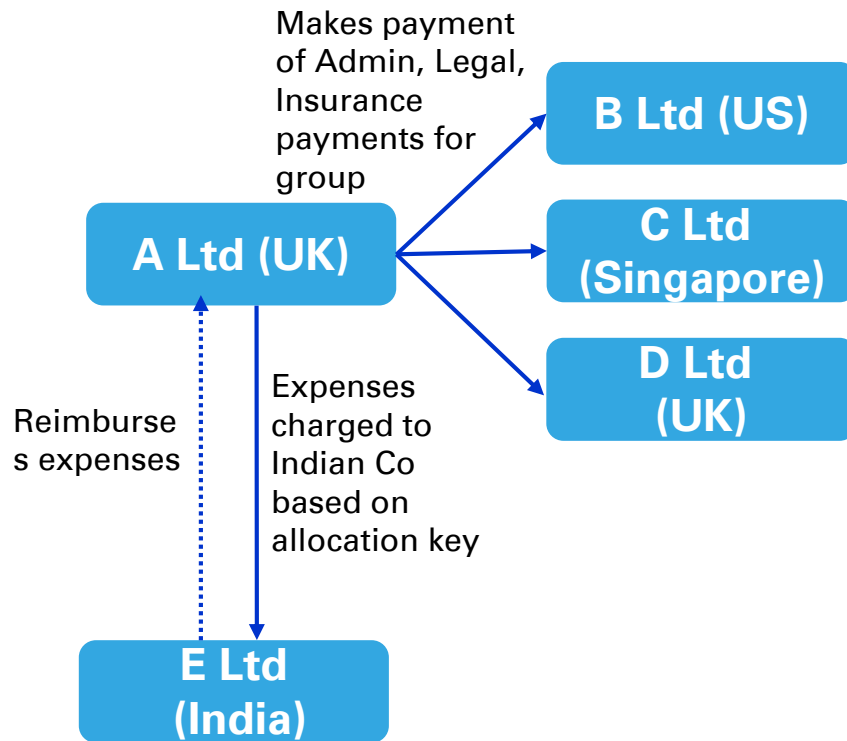 Makes payment
of Admin, Legal,
Insurance
payments for
group
B Ltd (US)
A Ltd (UK)
C Ltd
(Singapore)
D Ltd
(UK)
Reimburse
s expenses
Expenses
charged to
Indian Co
based on
allocation key
E Ltd
(India)